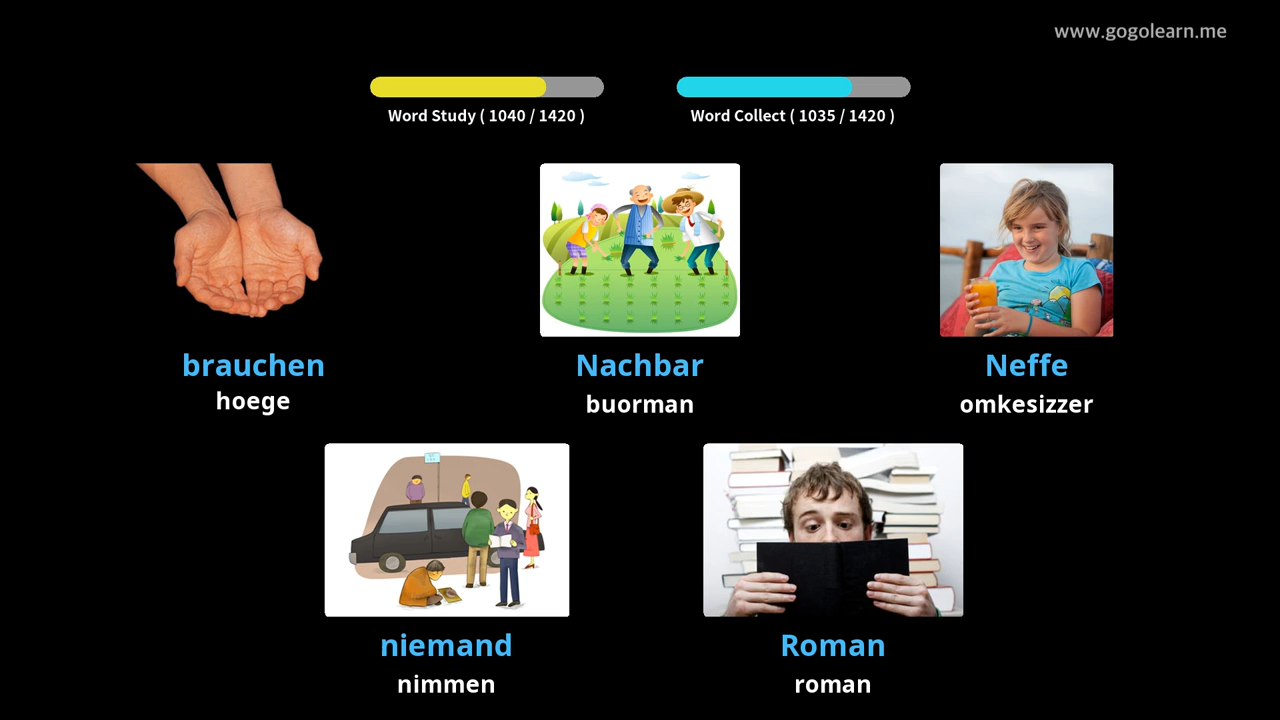 www.gogolearn.me
Word Study ( 1040 / 1420 )
Word Collect ( 1035 / 1420 )
brauchen
hoege
Nachbar
buorman
Neffe
omkesizzer
niemand
nimmen
Roman
roman